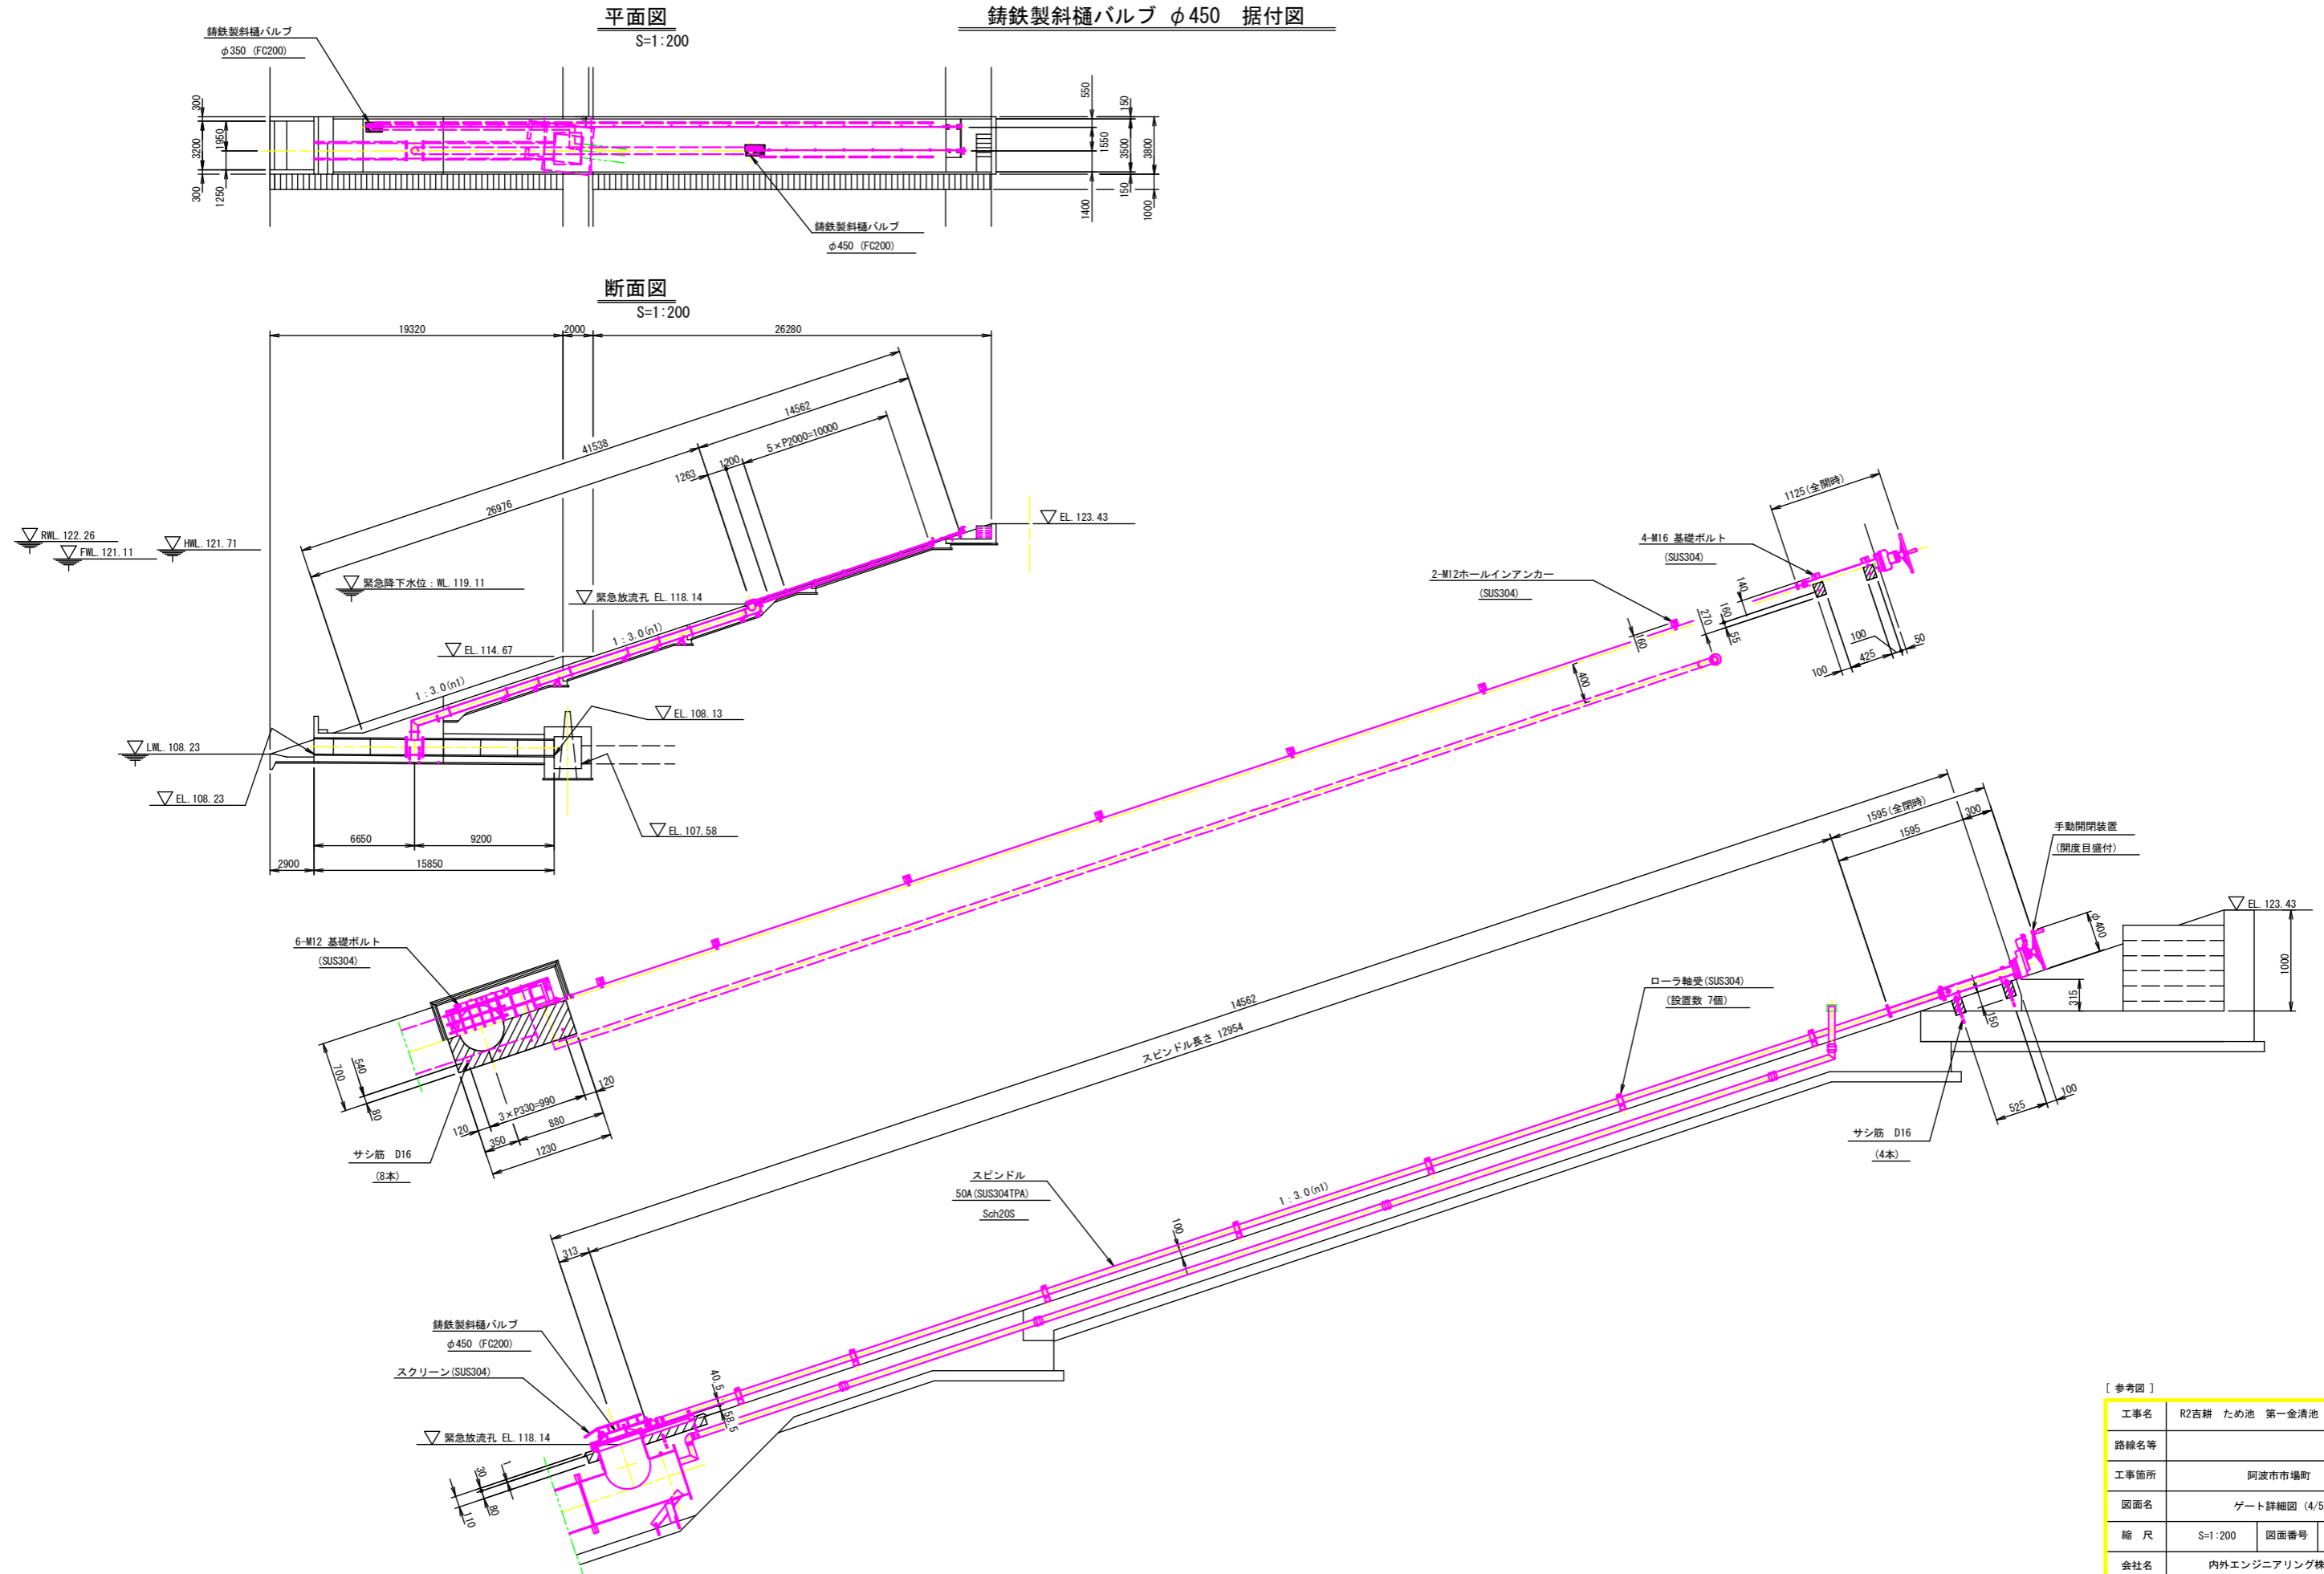 平面図
S=1:200
鋳鉄製斜樋バルブ φ450 据付図
鋳鉄製斜樋バルブ
φ350 (FC200)
300
1950
3200
1250
300
550
150
1550
3500
3800
150
1400
1000
鋳鉄製斜樋バルブ
φ450 (FC200)
断面図
S=1:200
19320
2000
26280
41538
14562
26976
1263
1200
5×P2000=10000
RWL. 122.26
FWL. 121.11
HWL. 121.71
緊急降下水位：WL. 119.11
緊急放流孔 EL. 118.14
EL. 123.43
1 : 3.0(n1)
EL. 114.67
1 : 3.0(n1)
EL. 108.13
LWL. 108.23
EL. 108.23
EL. 107.58
6650
9200
2900
15850
1125(全開時)
4-M16 基礎ボルト
(SUS304)
2-M12ホールインアンカー
(SUS304)
140
160
55
270
160
400
100
425
100
50
6-M12 基礎ボルト
(SUS304)
700
540
80
120
3×P330=990
120
350
880
1230
サシ筋 D16
(8本)
1595(全閉時)
1595
300
手動開閉装置
(開度目盛付)
EL. 123.43
φ400
1000
315
150
525
100
ローラ軸受(SUS304)
(設置数 7個)
サシ筋 D16
(4本)
14562
スピンドル長さ 12954
313
スピンドル
50A(SUS304TPA)
Sch20S
1 : 3.0(n1)
100
鋳鉄製斜樋バルブ
φ450 (FC200)
スクリーン(SUS304)
40.5
58.5
緊急放流孔 EL. 118.14
30
1
80
110
[ 参考図 ]
工事名 R2吉耕 ため池 第一金清池
路線名等
工事箇所 阿波市市場町
図面名 ゲート詳細図 (4/5
縮 尺 S=1:200 図面番号
会社名 内外エンジニアリング株